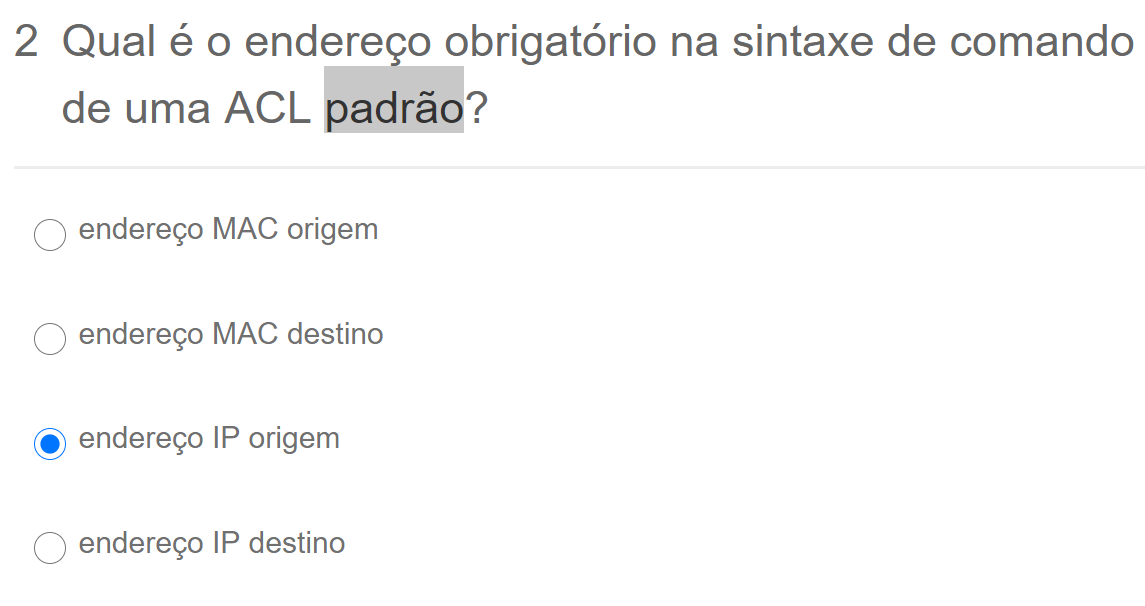 2 Qual é o endereço obrigatório na sintaxe de comando
de uma ACL padrão?
endereço MAC origem
endereço MAC destino
endereço IP origem
endereço IP destino